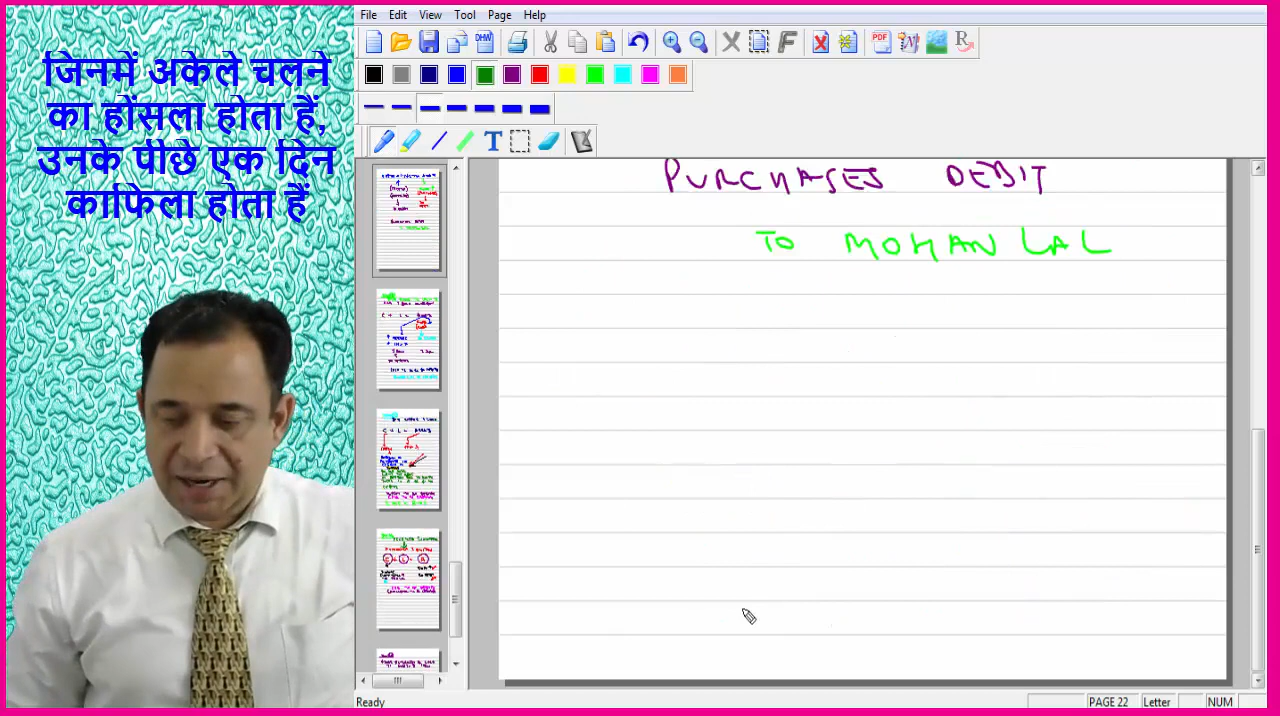 जिनमें अकेले चलने
का होंसला होता हैं,
उनके पीछे एक दिन
काफिला होता हैं
File Edit View Tool Page Help
PURCHASES DEBIT
TO MOHAN LAL
Ready
PAGE 22 Letter NUM